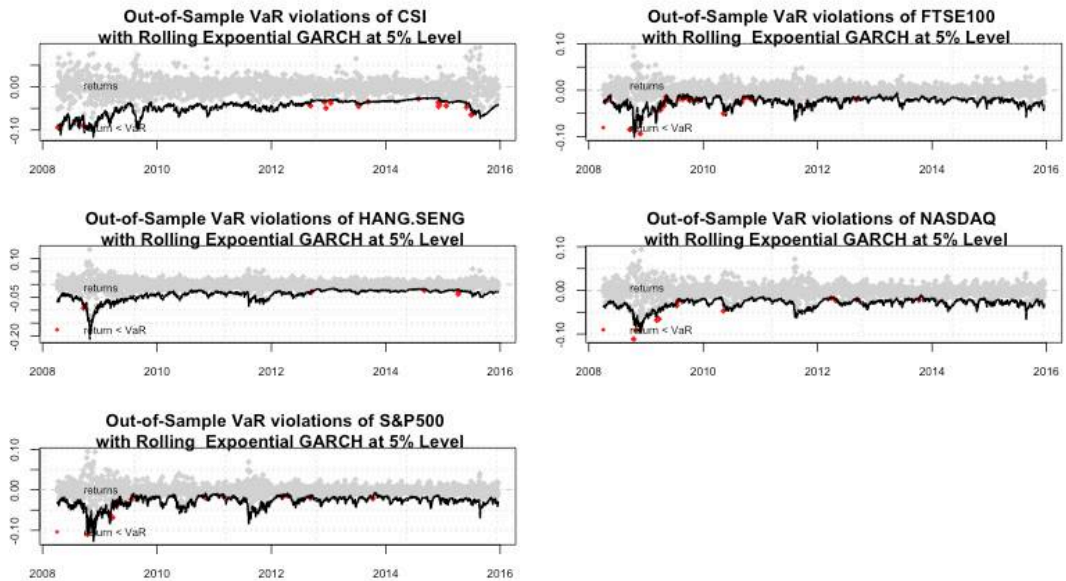 Out-of-Sample VaR violations of CSI
with Rolling Expoential GARCH at 5% Level
0.00
-0.10
returns
return < VaR
2008 2010 2012 2014 2016
Out-of-Sample VaR violations of FTSE100
with Rolling Expoential GARCH at 5% Level
0.10
0.00
-0.10
returns
return < VaR
2008 2010 2012 2014 2016
Out-of-Sample VaR violations of HANG.SENG
with Rolling Expoential GARCH at 5% Level
0.10
-0.05
-0.20
returns
return < VaR
2008 2010 2012 2014 2016
Out-of-Sample VaR violations of NASDAQ
with Rolling Expoential GARCH at 5% Level
0.10
0.00
-0.10
returns
return < VaR
2008 2010 2012 2014 2016
Out-of-Sample VaR violations of S&P500
with Rolling Expoential GARCH at 5% Level
0.10
0.00
-0.10
returns
return < VaR
2008 2010 2012 2014 2016